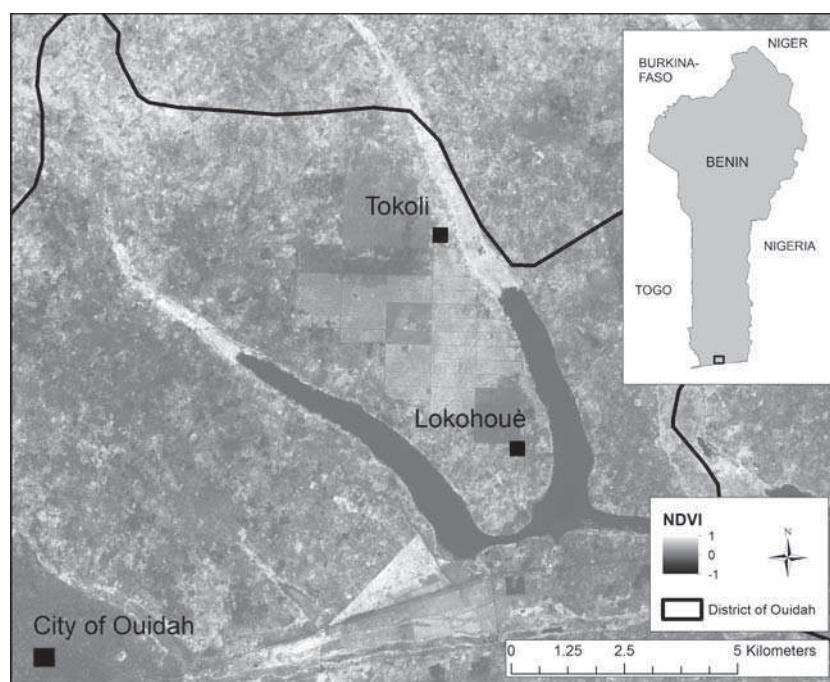 NIGER
BURKINA-
FASO
BENIN
NIGERIA
TOGO
Tokoli
Lokohouè
City of Ouidah
NDVI
1
0
-1
N
District of Ouidah
0 1.25 2.5 5 Kilometers